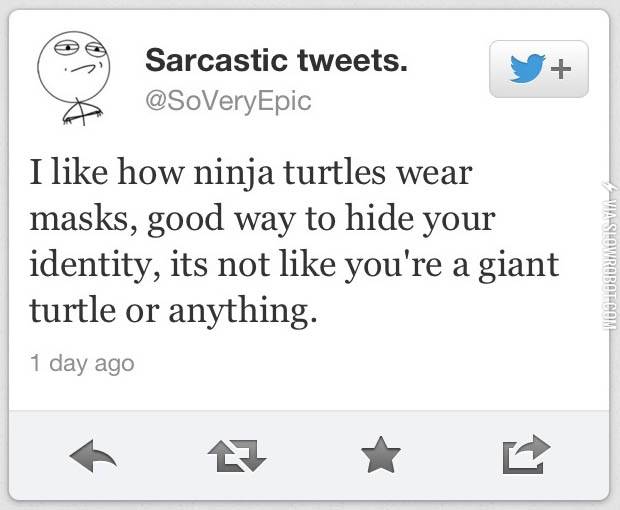 Sarcastic tweets.
@SoVeryEpic
I like how ninja turtles wear
masks, good way to hide your
identity, its not like you're a giant
turtle or anything.
1 day ago
VIA SLOWROBOT.COM